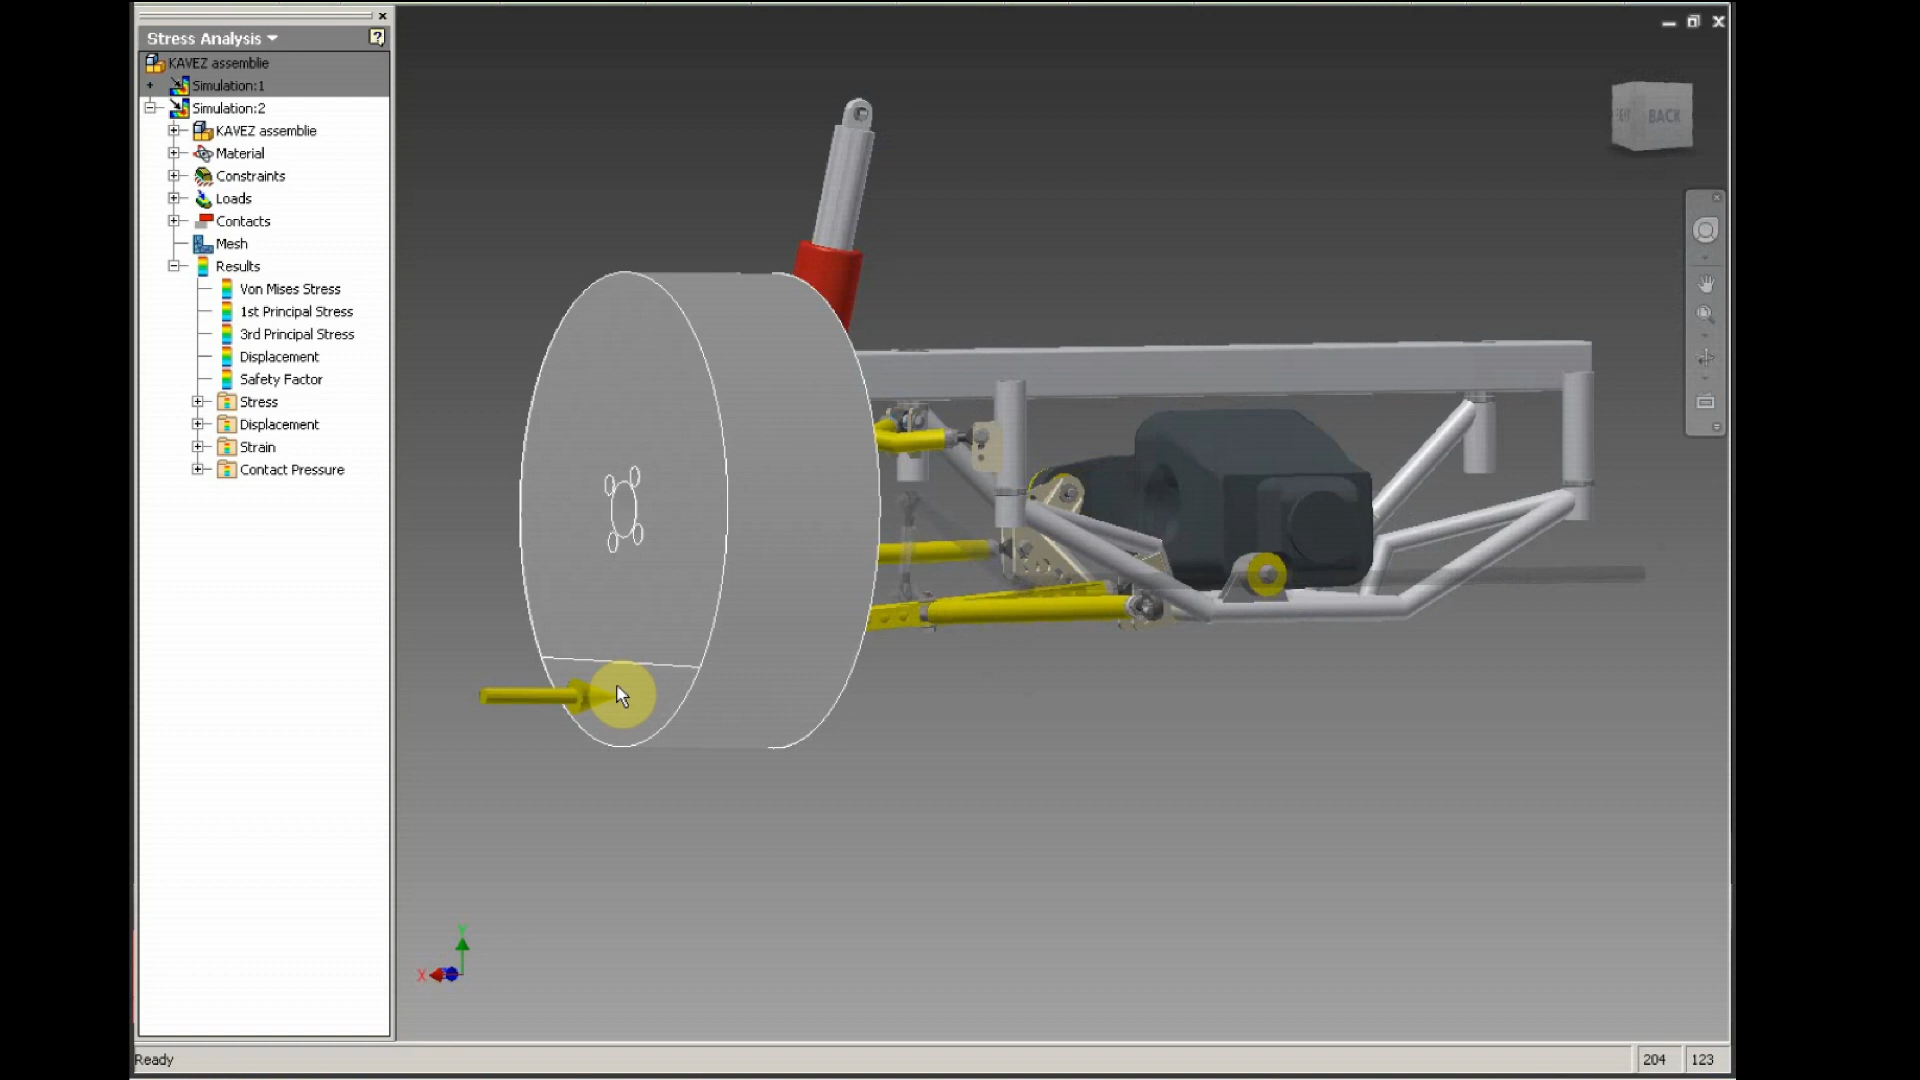 Stress Analysis
KAVEZ assemblie
Simulation:1
Simulation:2
KAVEZ assemblie
Material
Constraints
Loads
Contacts
Mesh
Results
Von Mises Stress
1st Principal Stress
3rd Principal Stress
Displacement
Safety Factor
Stress
Displacement
Strain
Contact Pressure
BACK
Y
X
Ready
204
123